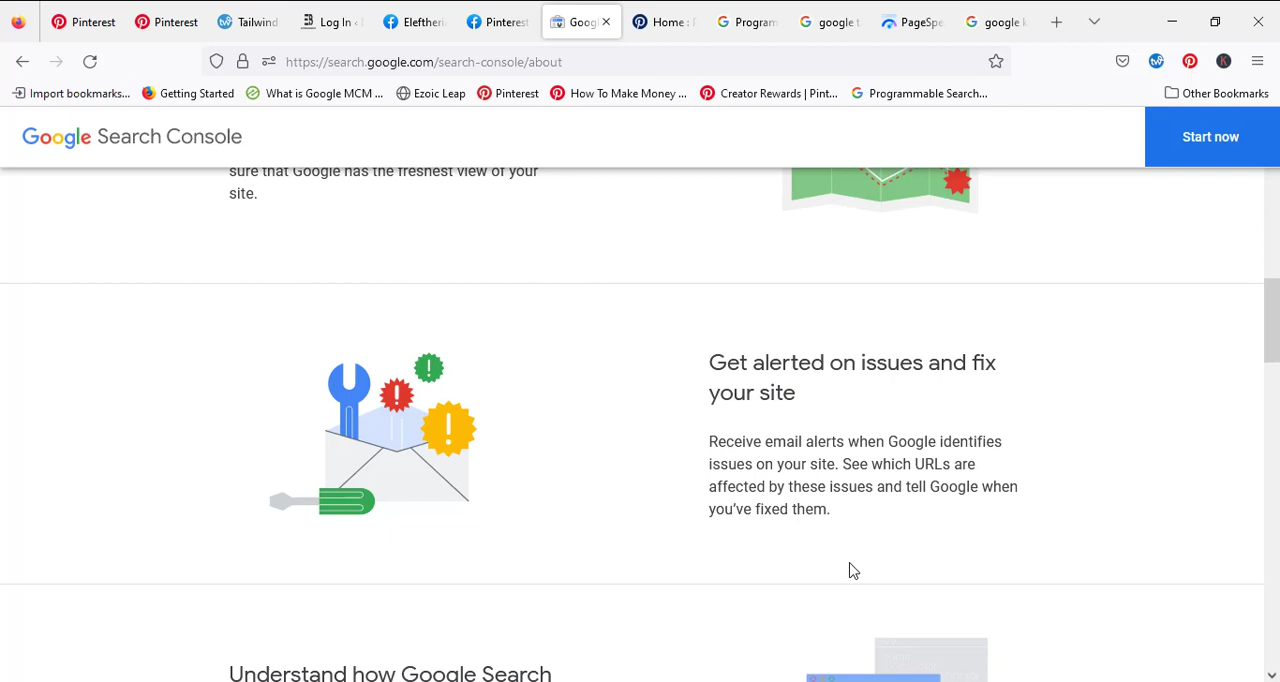 Pinterest
Pinterest
Tailwind
Log In ‹
Eleftheri
Pinterest
Goog
Home :
Program
google t
PageSpe
google k
https://search.google.com/search-console/about
Import bookmarks...
Getting Started
What is Google MCM ...
Ezoic Leap
Pinterest
How To Make Money ...
Creator Rewards | Pint...
Programmable Search...
Other Bookmarks
Google Search Console
Start now
sure that Google has the freshest view of your
site.
Get alerted on issues and fix
your site
Receive email alerts when Google identifies
issues on your site. See which URLs are
affected by these issues and tell Google when
you’ve fixed them.
Understand how Google Search